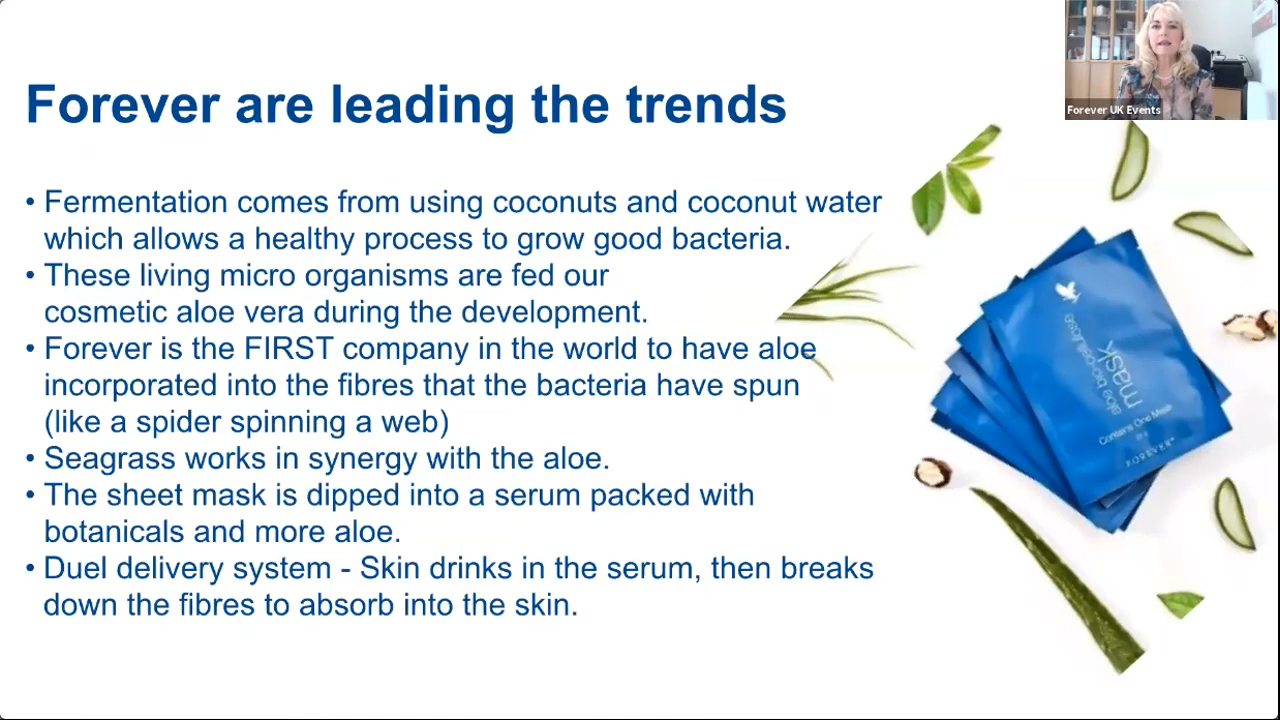 Forever UK Events
Forever are leading the trends
• Fermentation comes from using coconuts and coconut water
which allows a healthy process to grow good bacteria.
• These living micro organisms are fed our
cosmetic aloe vera during the development.
• Forever is the FIRST company in the world to have aloe
incorporated into the fibres that the bacteria have spun
(like a spider spinning a web)
• Seagrass works in synergy with the aloe.
• The sheet mask is dipped into a serum packed with
botanicals and more aloe.
• Duel delivery system - Skin drinks in the serum, then breaks
down the fibres to absorb into the skin.
aloe bio-cellulose
mask
Contains One Mask
FOREVER